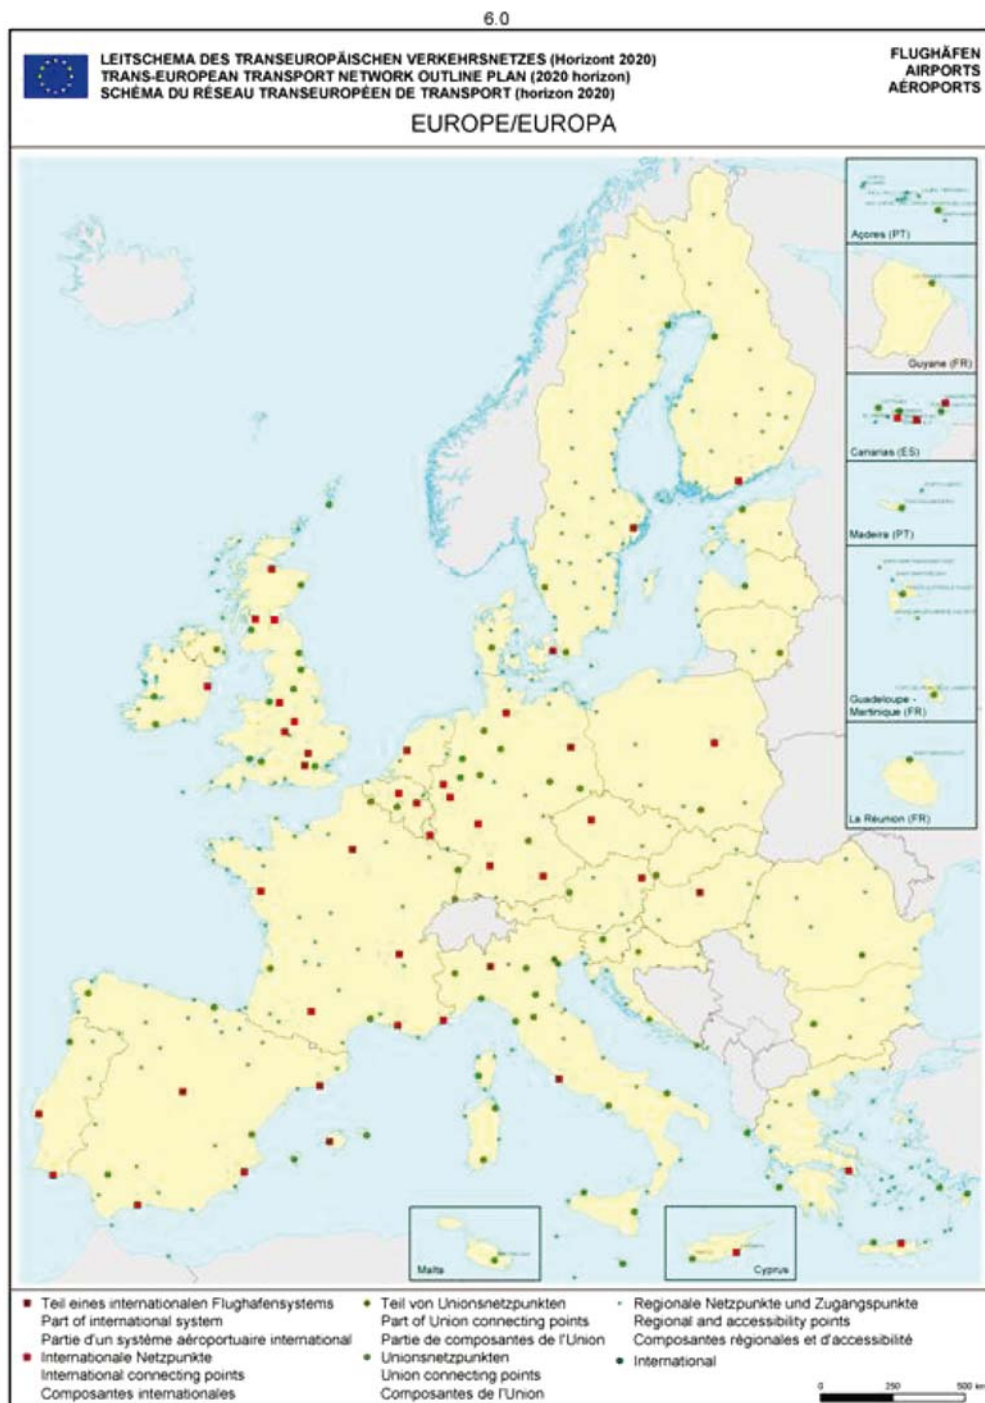 6.0
LEITSCHEMA DES TRANSEUROPÄISCHEN VERKEHRSNETZES (Horizont 2020)
TRANS-EUROPEAN TRANSPORT NETWORK OUTLINE PLAN (2020 horizon)
SCHÉMA DU RÉSEAU TRANSEUROPÉEN DE TRANSPORT (horizon 2020)
FLUGHÄFEN
AIRPORTS
AÉROPORTS
EUROPE/EUROPA
Açores (PT)
Guyane (FR)
Canarias (ES)
Madeira (PT)
Guadeloupe -
Martinique (FR)
La Réunion (FR)
Malta
Cyprus
Teil eines internationalen Flughafensystems
Part of international system
Partie d'un système aéroportuaire international
Internationale Netzpunkte
International connecting points
Composantes internationales
Teil von Unionsnetzpunkten
Part of Union connecting points
Partie de composantes de l'Union
Unionsnetzpunkten
Union connecting points
Composantes de l'Union
Regionale Netzpunkte und Zugangspunkte
Regional and accessibility points
Composantes régionales et d'accessibilité
International
0 250 500 km